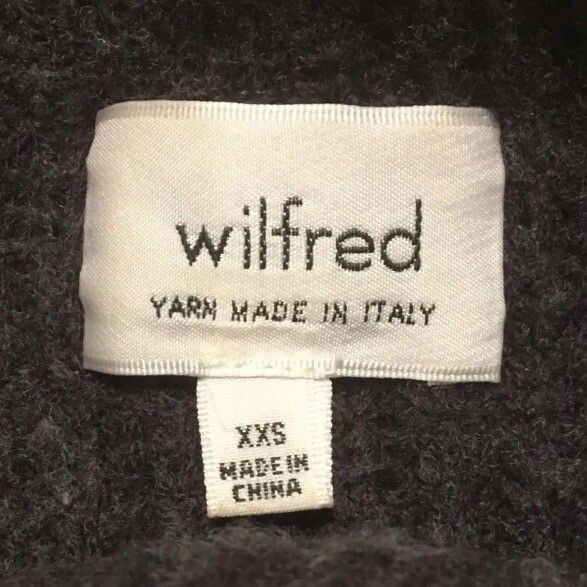 wilfred
YARN MADE IN ITALY
XXS
MADE IN
CHINA